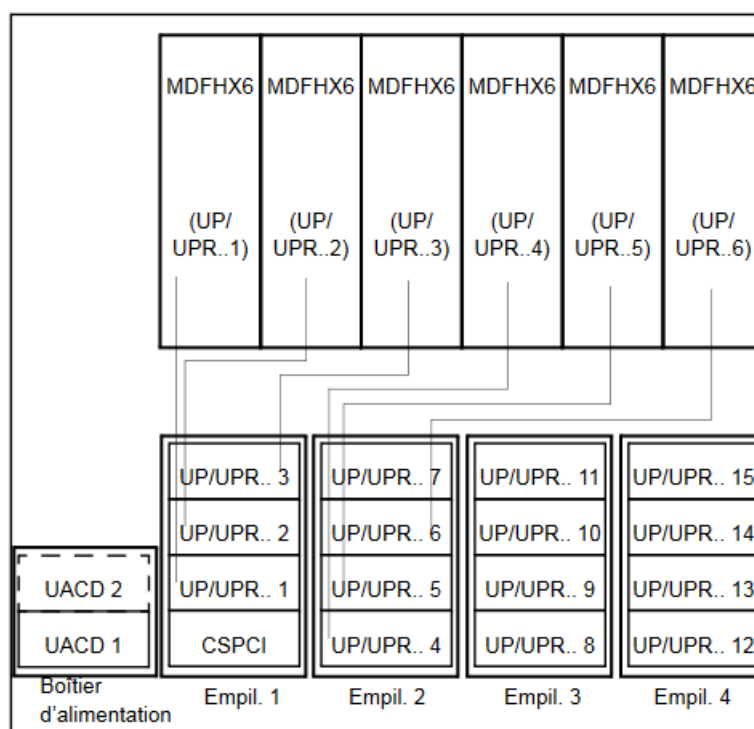 MDFHX6 MDFHX6 MDFHX6 MDFHX6 MDFHX6 MDFHX6
(UP/ (UP/ (UP/ (UP/ (UP/ (UP/
UPR..1) UPR..2) UPR..3) UPR..4) UPR..5) UPR..6)
UP/UPR.. 3 UP/UPR.. 7 UP/UPR.. 11 UP/UPR.. 15
UP/UPR.. 2 UP/UPR.. 6 UP/UPR.. 10 UP/UPR.. 14
UACD 2 UP/UPR.. 1 UP/UPR.. 5 UP/UPR.. 9 UP/UPR.. 13
UACD 1 CSPCI UP/UPR.. 4 UP/UPR.. 8 UP/UPR.. 12
Boîtier
d'alimentation
Empil. 1 Empil. 2 Empil. 3 Empil. 4